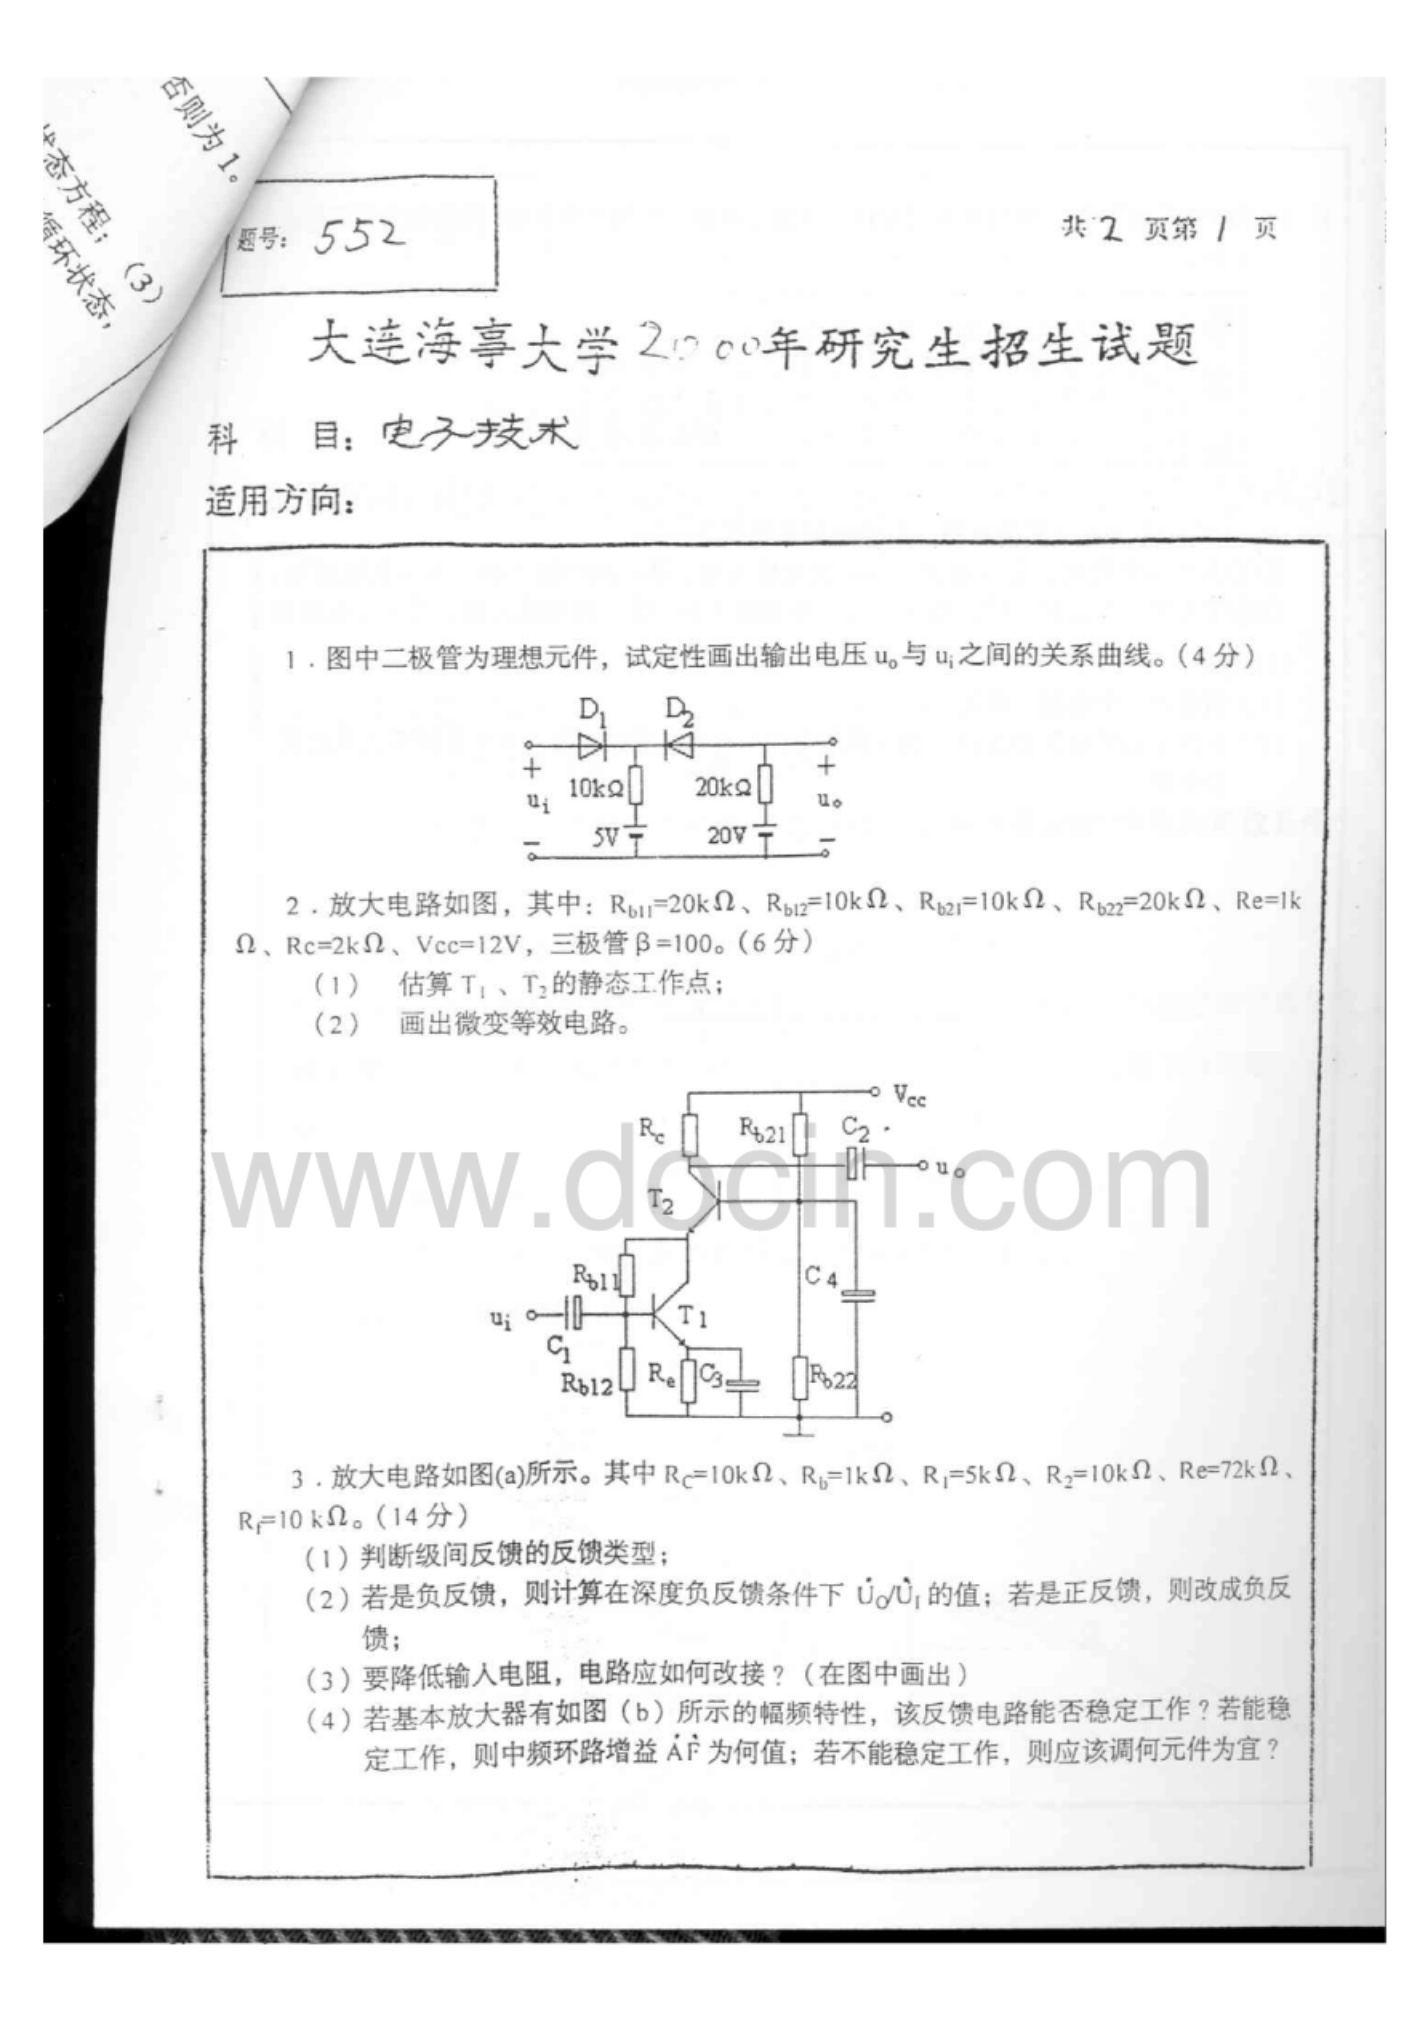 否则为1。
状态方程；（3）
循环状态，
题号： 552
共 2 页第 1 页
大连海事大学2000年研究生招生试题
科 目：电子技术
适用方向：
1．图中二极管为理想元件，试定性画出输出电压 uo与 ui之间的关系曲线。（4 分）
D1 D2
+ +
ui 10kΩ 20kΩ uo
− 5V 20V −
2．放大电路如图，其中：Rb11=20kΩ、Rb12=10kΩ、Rb21=10kΩ、Rb22=20kΩ、Re=1k
Ω、Rc=2kΩ、Vcc=12V，三极管β=100。（6 分）
（1） 估算 T1 、T2的静态工作点；
（2） 画出微变等效电路。
Vcc
Rc Rb21 C2
uo
T2
Rb11 C4
ui T1
C1
Rb12 Re C3 Rb22
www.docin.com
3．放大电路如图(a)所示。其中 RC=10kΩ、Rb=1kΩ、R1=5kΩ、R2=10kΩ、Re=72kΩ、
Rf=10 kΩ。（14 分）
（1）判断级间反馈的反馈类型；
（2）若是负反馈，则计算在深度负反馈条件下 U̇O/U̇I 的值；若是正反馈，则改成负反
馈；
（3）要降低输入电阻，电路应如何改接？（在图中画出）
（4）若基本放大器有如图（b）所示的幅频特性，该反馈电路能否稳定工作？若能稳
定工作，则中频环路增益 ȦḞ 为何值；若不能稳定工作，则应该调何元件为宜？